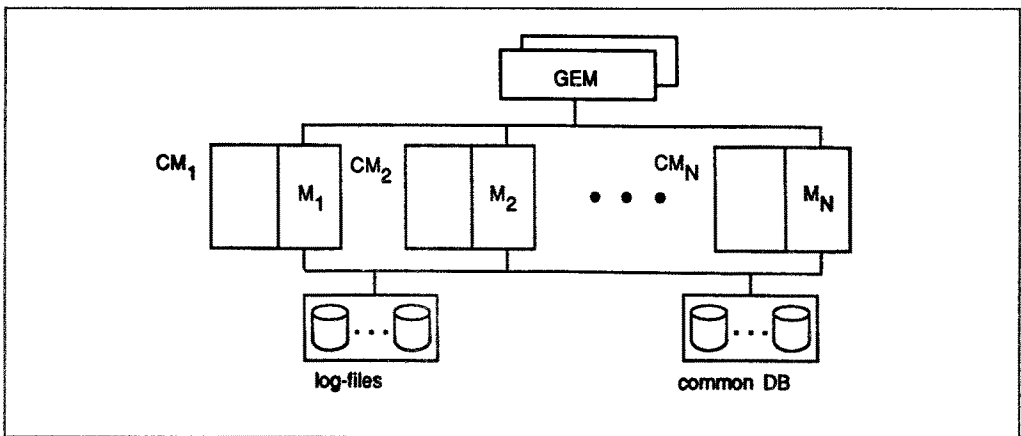 GEM
CM1 M1 CM2 M2 • • • CMN MN
log-files common DB